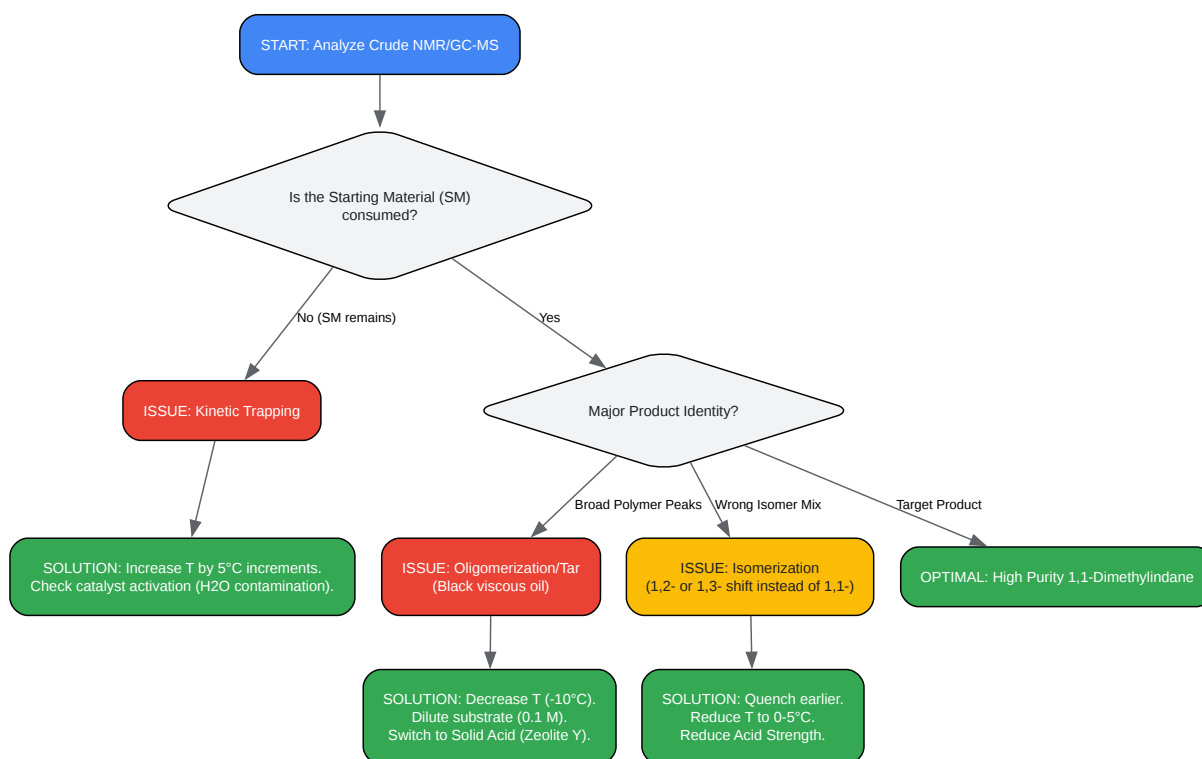 START: Analyze Crude NMR/GC-MS
Is the Starting Material (SM)
consumed?
No (SM remains)
Yes
ISSUE: Kinetic Trapping
Major Product Identity?
Broad Polymer Peaks
Wrong Isomer Mix
Target Product
SOLUTION: Increase T by 5°C increments.
Check catalyst activation (H2O contamination).
ISSUE: Oligomerization/Tar
(Black viscous oil)
ISSUE: Isomerization
(1,2- or 1,3- shift instead of 1,1-)
OPTIMAL: High Purity 1,1-Dimethylindane
SOLUTION: Decrease T (-10°C).
Dilute substrate (0.1 M).
Switch to Solid Acid (Zeolite Y).
SOLUTION: Quench earlier.
Reduce T to 0-5°C.
Reduce Acid Strength.